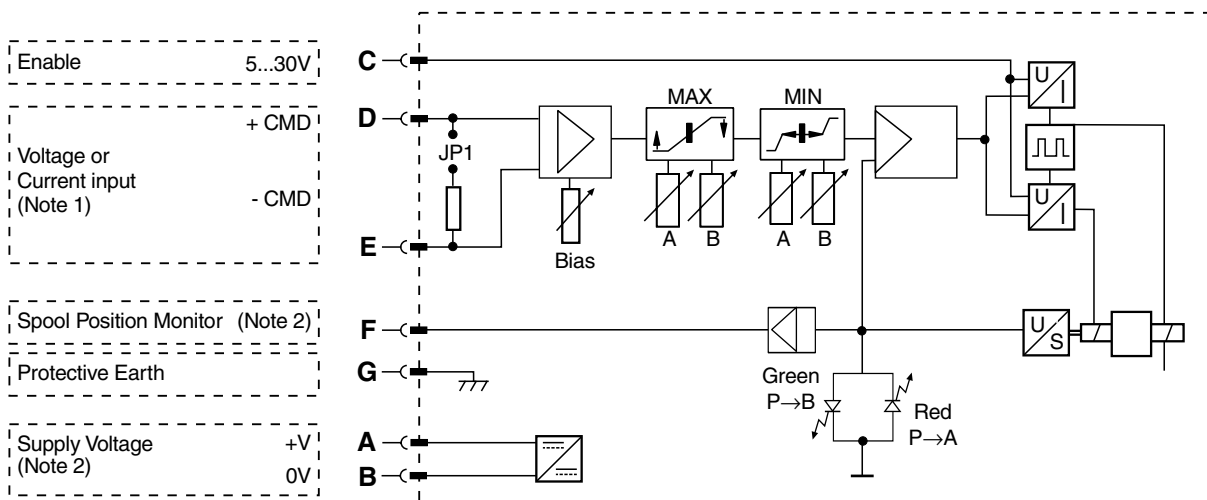 Enable 5...30V
C
+ CMD
D
Voltage or
Current input
(Note 1)
- CMD
E
JP1
Bias
MAX
A B
MIN
A B
U
I
U
I
Spool Position Monitor (Note 2)
F
U
S
Protective Earth
G
Green
P→B
Red
P→A
Supply Voltage +V
(Note 2)
A
0V
B